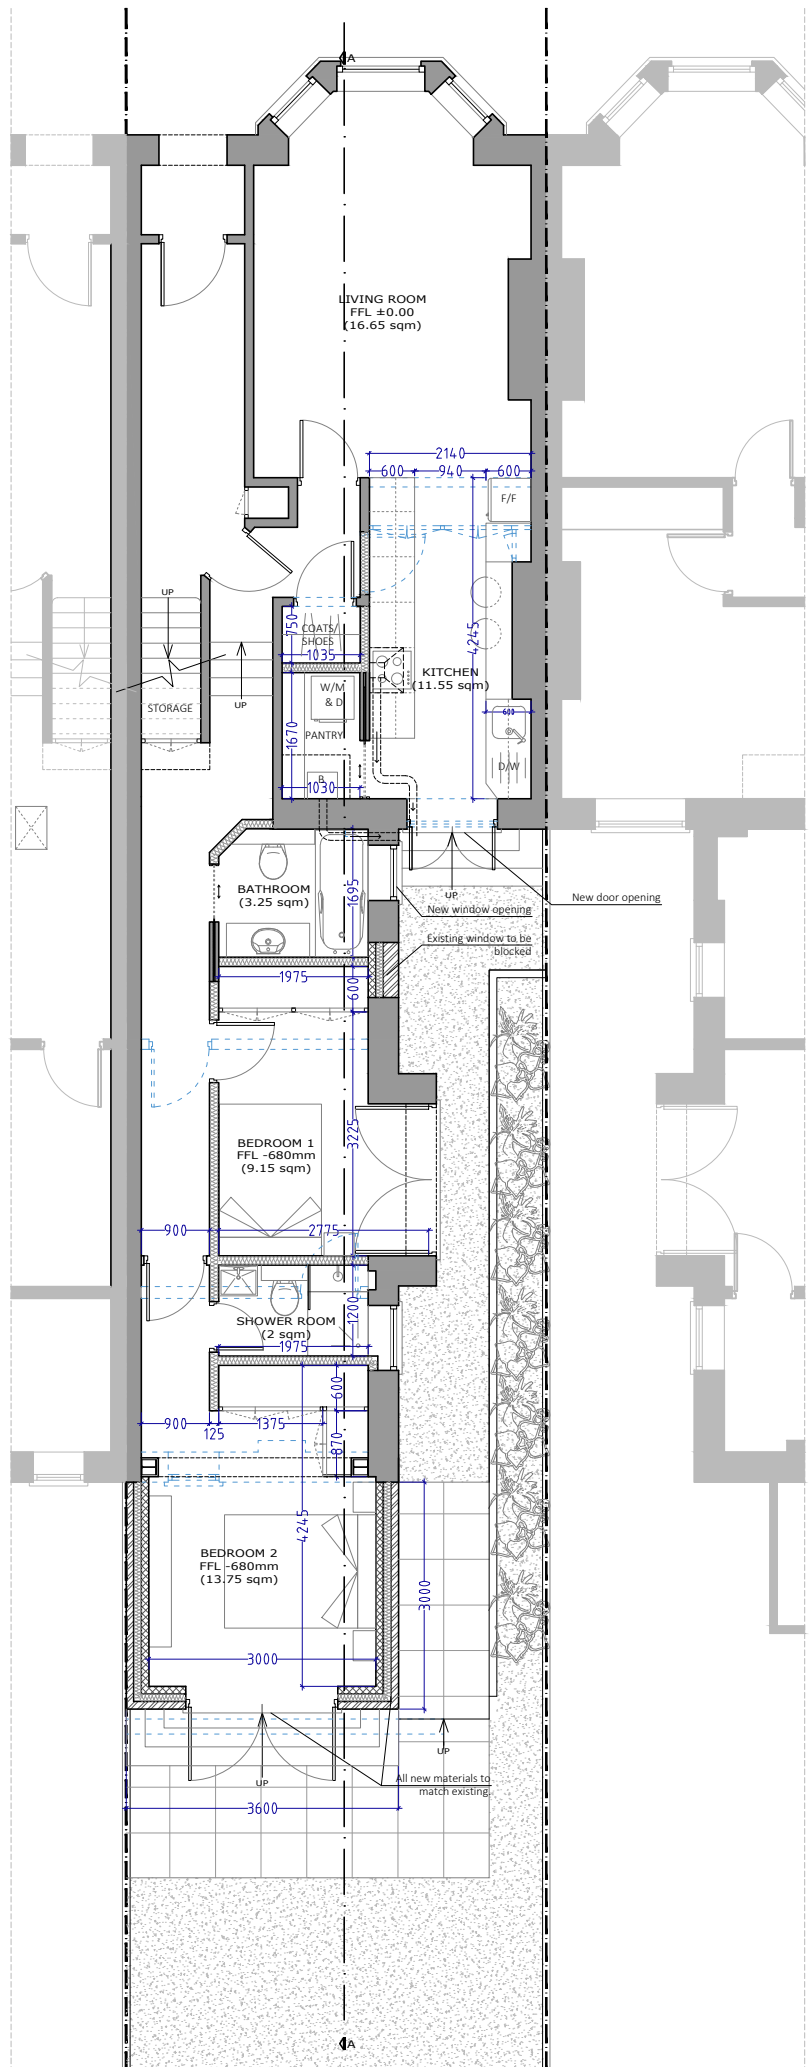 A
LIVING ROOM
FFL ±0.00
(16.65 sqm)
2140
600
940
600
F/F
UP
750
COATS/
SHOES
1035
4245
KITCHEN
(11.55 sqm)
W/M
& D
UP
STORAGE
1670
PANTRY
600
D/W
B
1030
BATHROOM
(3.25 sqm)
1695
UP
New door opening
New window opening
Existing window to be
blocked
1975
600
BEDROOM 1
FFL -680mm
(9.15 sqm)
3225
900
2775
SHOWER ROOM
(2 sqm)
1200
1975
600
900
1375
125
870
4245
BEDROOM 2
FFL -680mm
(13.75 sqm)
3000
3000
UP
UP
All new materials to
match existing.
3600
A